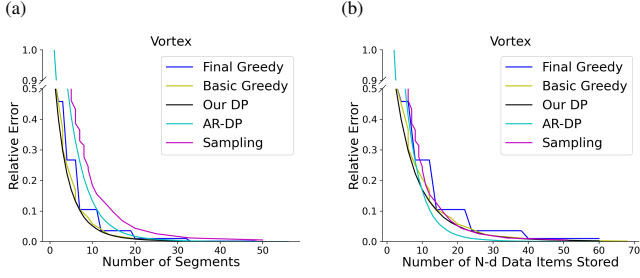 (a)
Vortex
1.0
0.9
0.5
0.4
0.3
0.2
0.1
0.0
Relative Error
Final Greedy
Basic Greedy
Our DP
AR-DP
Sampling
0 10 20 30 40 50
Number of Segments
(b)
Vortex
1.0
0.9
0.5
0.4
0.3
0.2
0.1
0.0
Relative Error
Final Greedy
Basic Greedy
Our DP
AR-DP
Sampling
0 10 20 30 40 50 60 70
Number of N-d Data Items Stored